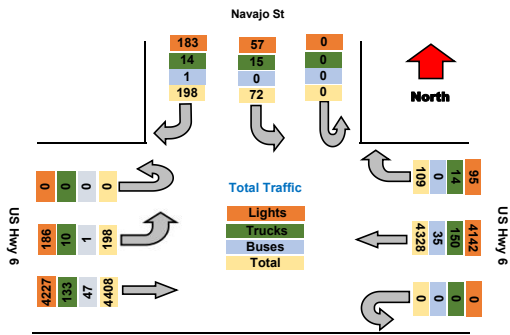 Navajo St
183 57 0
14 15 0
1 0 0
198 72 0
North
0 0 0 0
109 0 14 95
Total Traffic
Lights
Trucks
Buses
Total
US Hwy 6
186 10 1 198
4328 35 150 4142
US Hwy 6
4227 133 47 4408
0 0 0 0